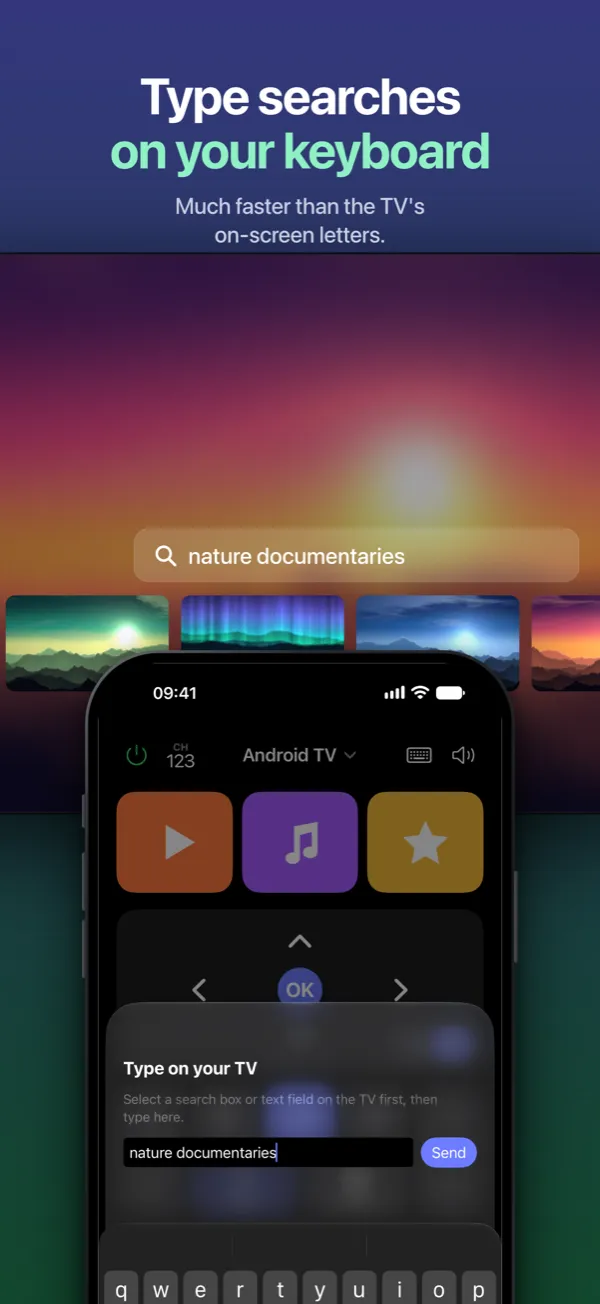 Type searches
on your keyboard
Much faster than the TV's
on-screen letters.
nature documentaries
09:41
CH
123
Android TV
OK
Type on your TV
Select a search box or text field on the TV first, then
type here.
nature documentaries
Send
q w e r t y u i o p